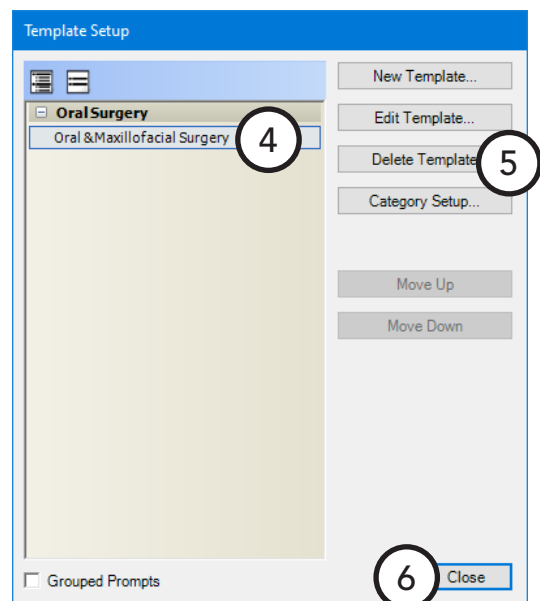 Template Setup
New Template...
Oral Surgery
Edit Template...
Oral &Maxillofacial Surgery
4
Delete Template
5
Category Setup...
Move Up
Move Down
Grouped Prompts
6
Close